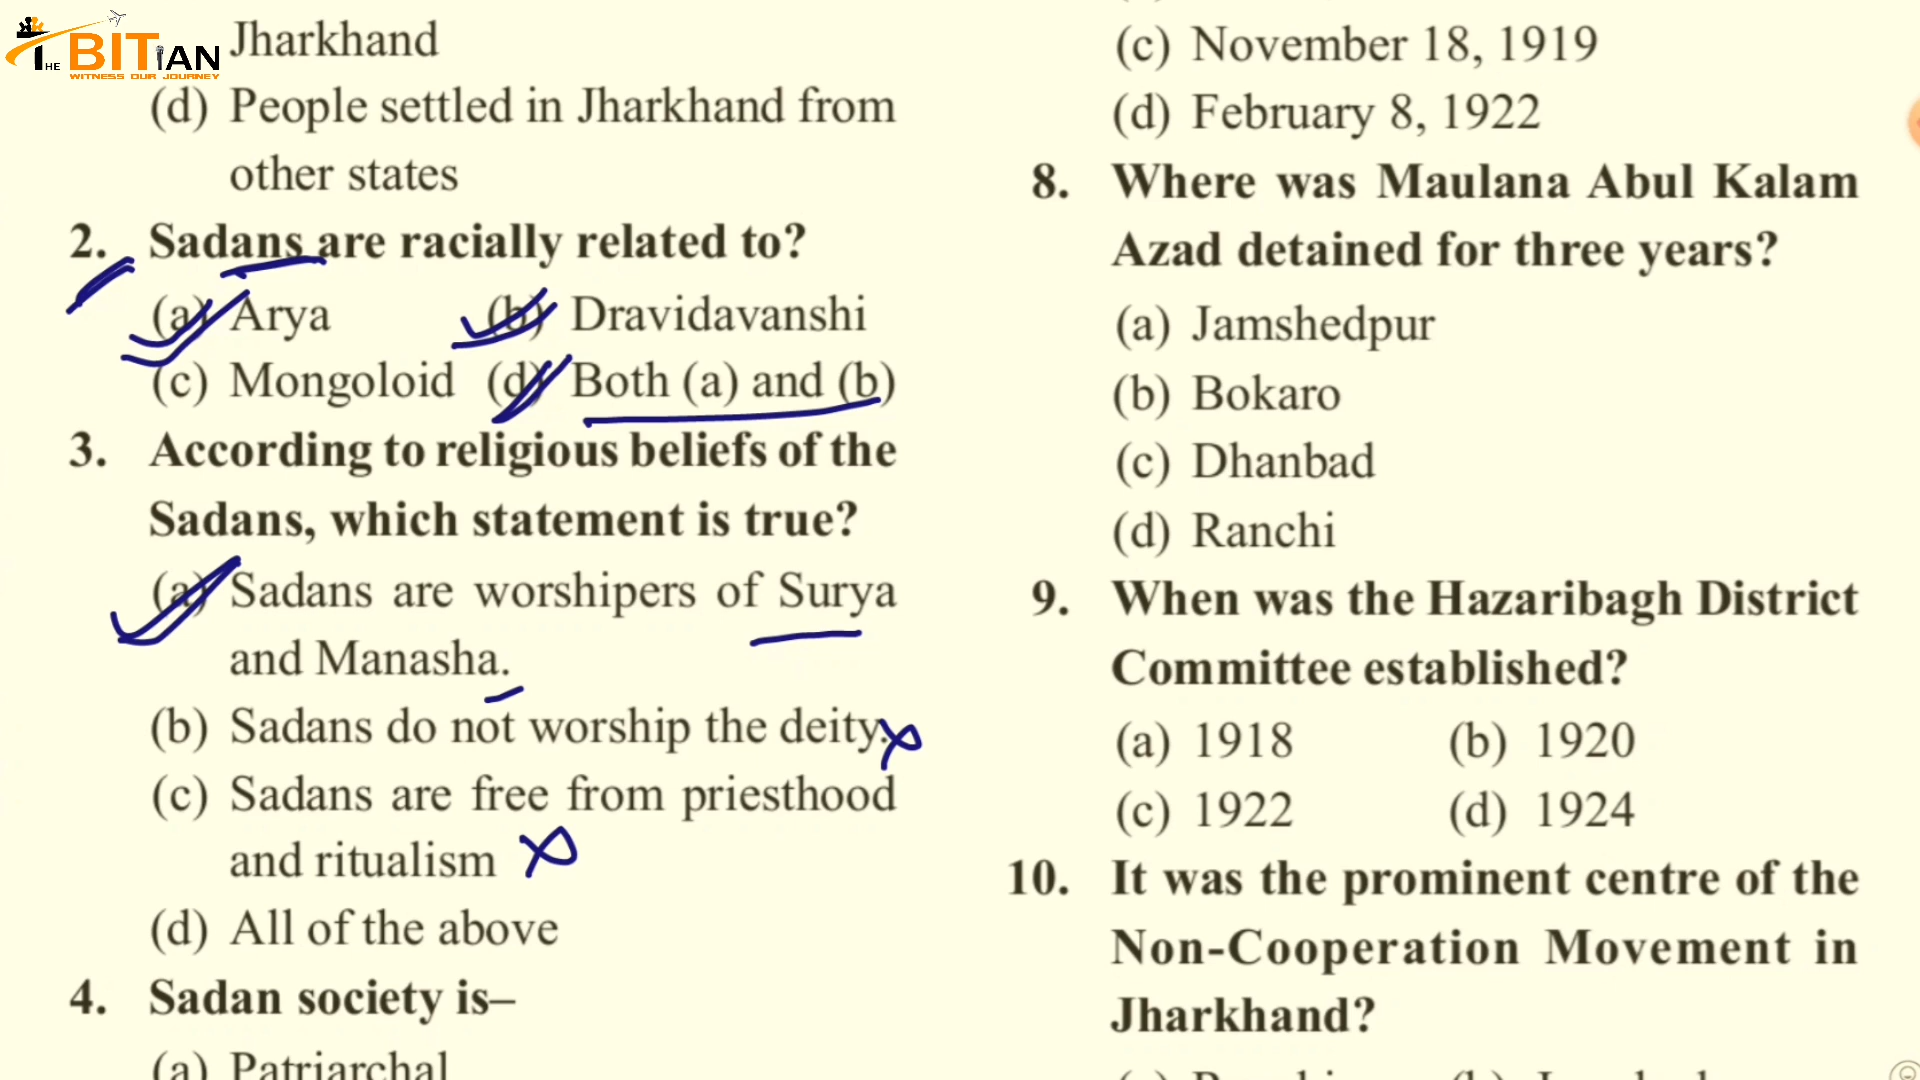 THE BITIAN
WITNESS OUR JOURNEY
Jharkhand
(d) People settled in Jharkhand from
other states
2. Sadans are racially related to?
(a) Arya (b) Dravidavanshi
(c) Mongoloid (d) Both (a) and (b)
3. According to religious beliefs of the
Sadans, which statement is true?
(a) Sadans are worshipers of Surya
and Manasha.
(b) Sadans do not worship the deity.
(c) Sadans are free from priesthood
and ritualism
(d) All of the above
4. Sadan society is–
(a) Patriarchal
(c) November 18, 1919
(d) February 8, 1922
8. Where was Maulana Abul Kalam
Azad detained for three years?
(a) Jamshedpur
(b) Bokaro
(c) Dhanbad
(d) Ranchi
9. When was the Hazaribagh District
Committee established?
(a) 1918 (b) 1920
(c) 1922 (d) 1924
10. It was the prominent centre of the
Non-Cooperation Movement in
Jharkhand?